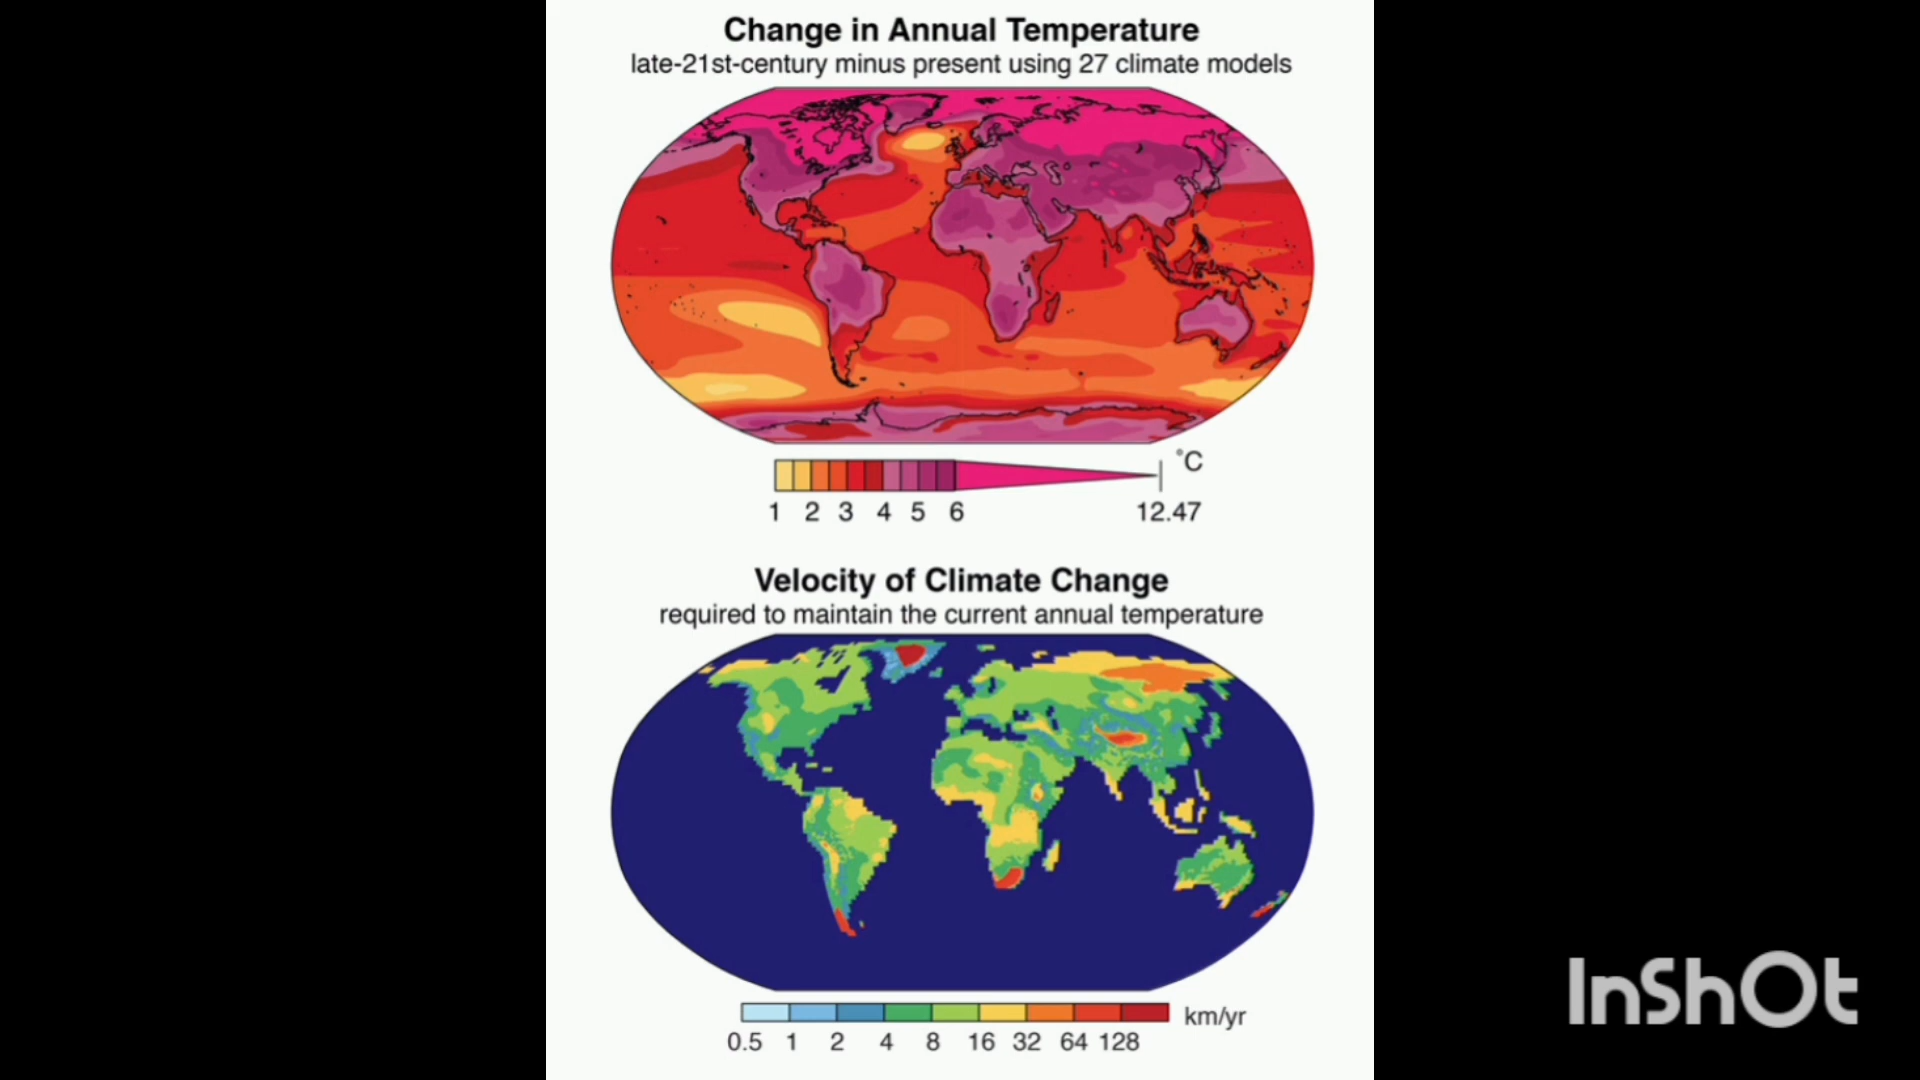 Change in Annual Temperature
late-21st-century minus present using 27 climate models
°C
1 2 3 4 5 6 12.47
Velocity of Climate Change
required to maintain the current annual temperature
km/yr
0.5 1 2 4 8 16 32 64 128
InShOt